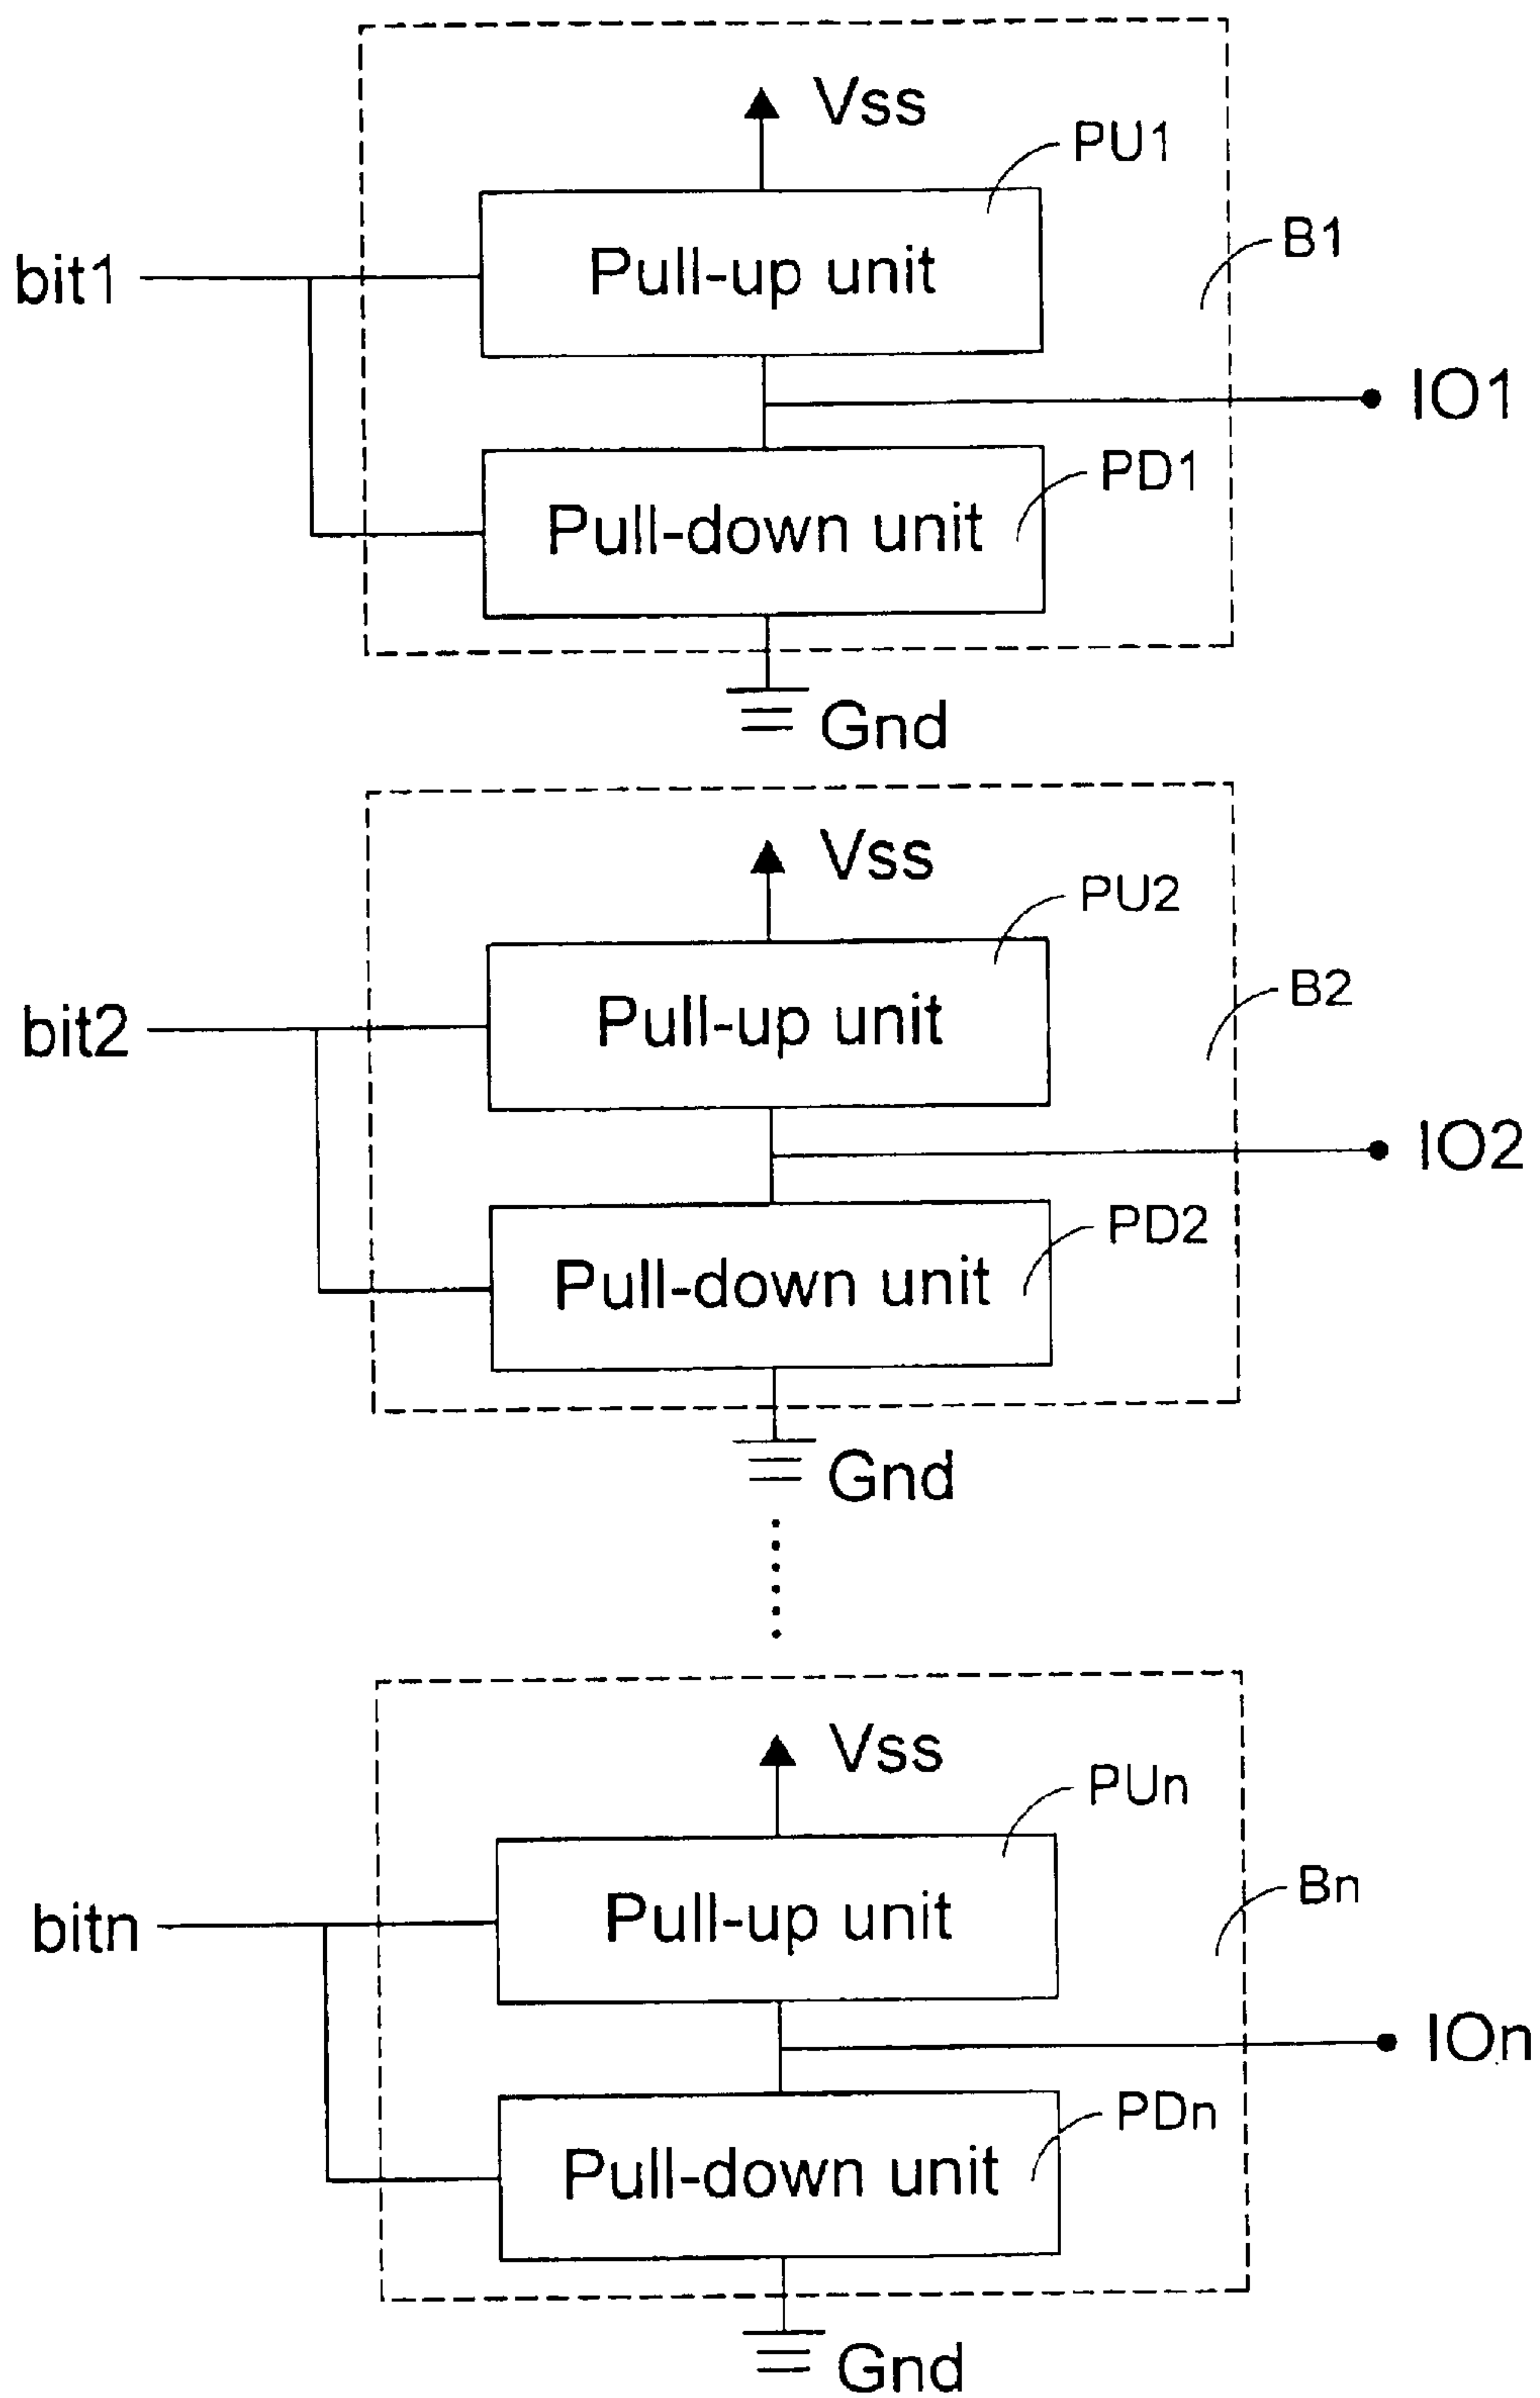 Vss
PU1
B1
bit1
Pull-up unit
IO1
PD1
Pull-down unit
Gnd
Vss
PU2
B2
bit2
Pull-up unit
IO2
PD2
Pull-down unit
Gnd
Vss
PUn
Bn
bitn
Pull-up unit
IOn
PDn
Pull-down unit
Gnd